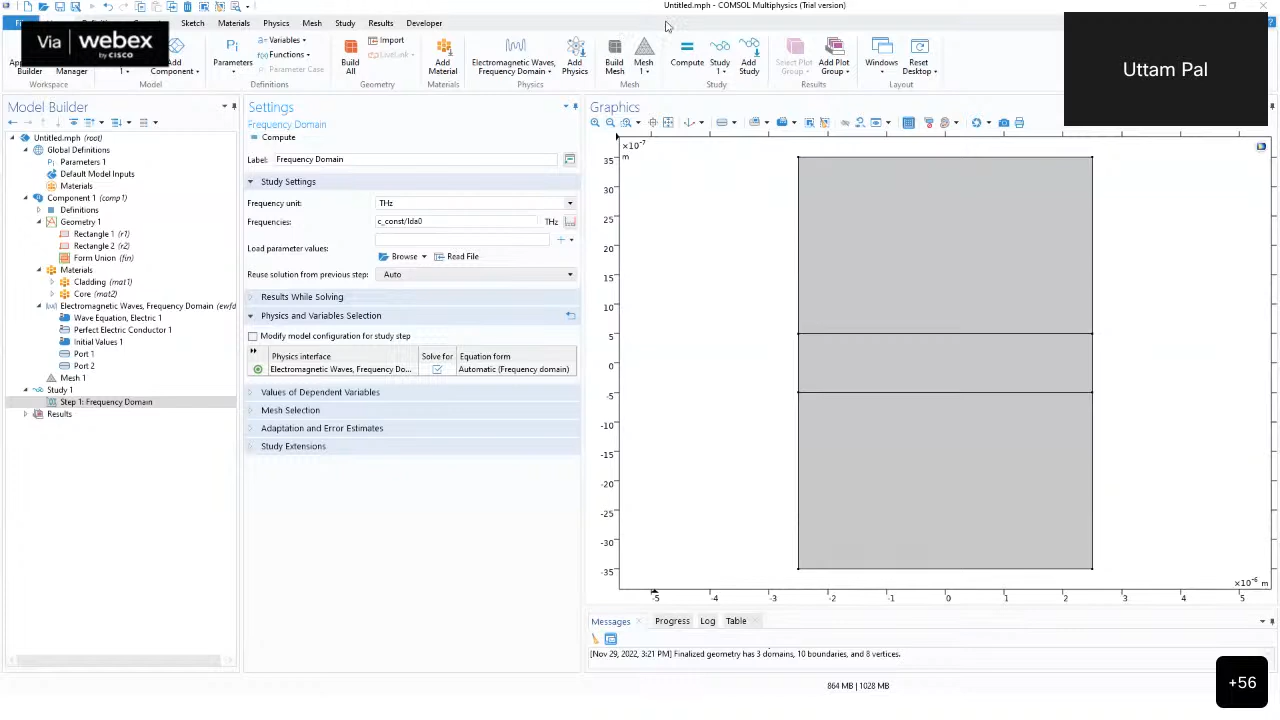 Untitled.mph - COMSOL Multiphysics (Trial version)
Sketch Materials Physics Mesh Study Results Developer
Via webex
by CISCO
Uttam Pal
Builder
Manager
1
Add
Component
Workspace
Model
Pi
Parameters
1
Variables
Functions
Parameter Case
Definitions
Build
All
Import
LiveLink
Geometry
Add
Material
Materials
Electromagnetic Waves,
Frequency Domain
Add
Physics
Physics
Build
Mesh
Mesh
1
Mesh
Compute
Study
1
Add
Study
Study
Select Plot
Group
Add Plot
Group
Results
Windows
Reset
Desktop
Layout
Model Builder
Untitled.mph (root)
Global Definitions
Parameters 1
Default Model Inputs
Materials
Component 1 (comp1)
Definitions
Geometry 1
Rectangle 1 (r1)
Rectangle 2 (r2)
Form Union (fin)
Materials
Cladding (mat1)
Core (mat2)
Electromagnetic Waves, Frequency Domain (ewfd
Wave Equation, Electric 1
Perfect Electric Conductor 1
Initial Values 1
Port 1
Port 2
Mesh 1
Study 1
Step 1: Frequency Domain
Results
Settings
Frequency Domain
Compute
Label: Frequency Domain
Study Settings
Frequency unit: THz
Frequencies: c_const/lda0 THz
Load parameter values:
Browse Read File
Reuse solution from previous step: Auto
Results While Solving
Physics and Variables Selection
Modify model configuration for study step
Physics interface Solve for Equation form
Electromagnetic Waves, Frequency Do... Automatic (Frequency domain)
Values of Dependent Variables
Mesh Selection
Adaptation and Error Estimates
Study Extensions
Graphics
×10⁻⁷
m
35
30
25
20
15
10
5
0
-5
-10
-15
-20
-25
-30
-35
×10⁻⁶ m
-5 -4 -3 -2 -1 0 1 2 3 4 5
Messages Progress Log Table
[Nov 29, 2022, 3:21 PM] Finalized geometry has 3 domains, 10 boundaries, and 8 vertices.
864 MB | 1028 MB
+56